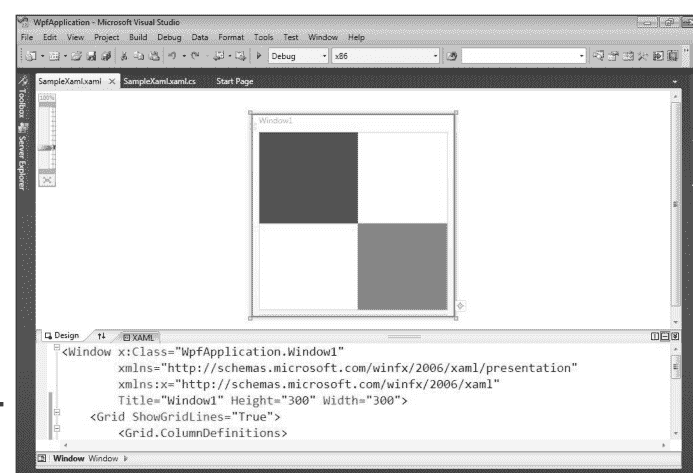 WpfApplication - Microsoft Visual Studio
File Edit View Project Build Debug Data Format Tools Test Window Help
Debug x86
SampleXaml.xaml × SampleXaml.xaml.cs Start Page
Toolbox
Server Explorer
100%
Window1
Design XAML
<Window x:Class="WpfApplication.Window1"
xmlns="http://schemas.microsoft.com/winfx/2006/xaml/presentation"
xmlns:x="http://schemas.microsoft.com/winfx/2006/xaml"
Title="Window1" Height="300" Width="300">
<Grid ShowGridLines="True">
<Grid.ColumnDefinitions>
Window Window